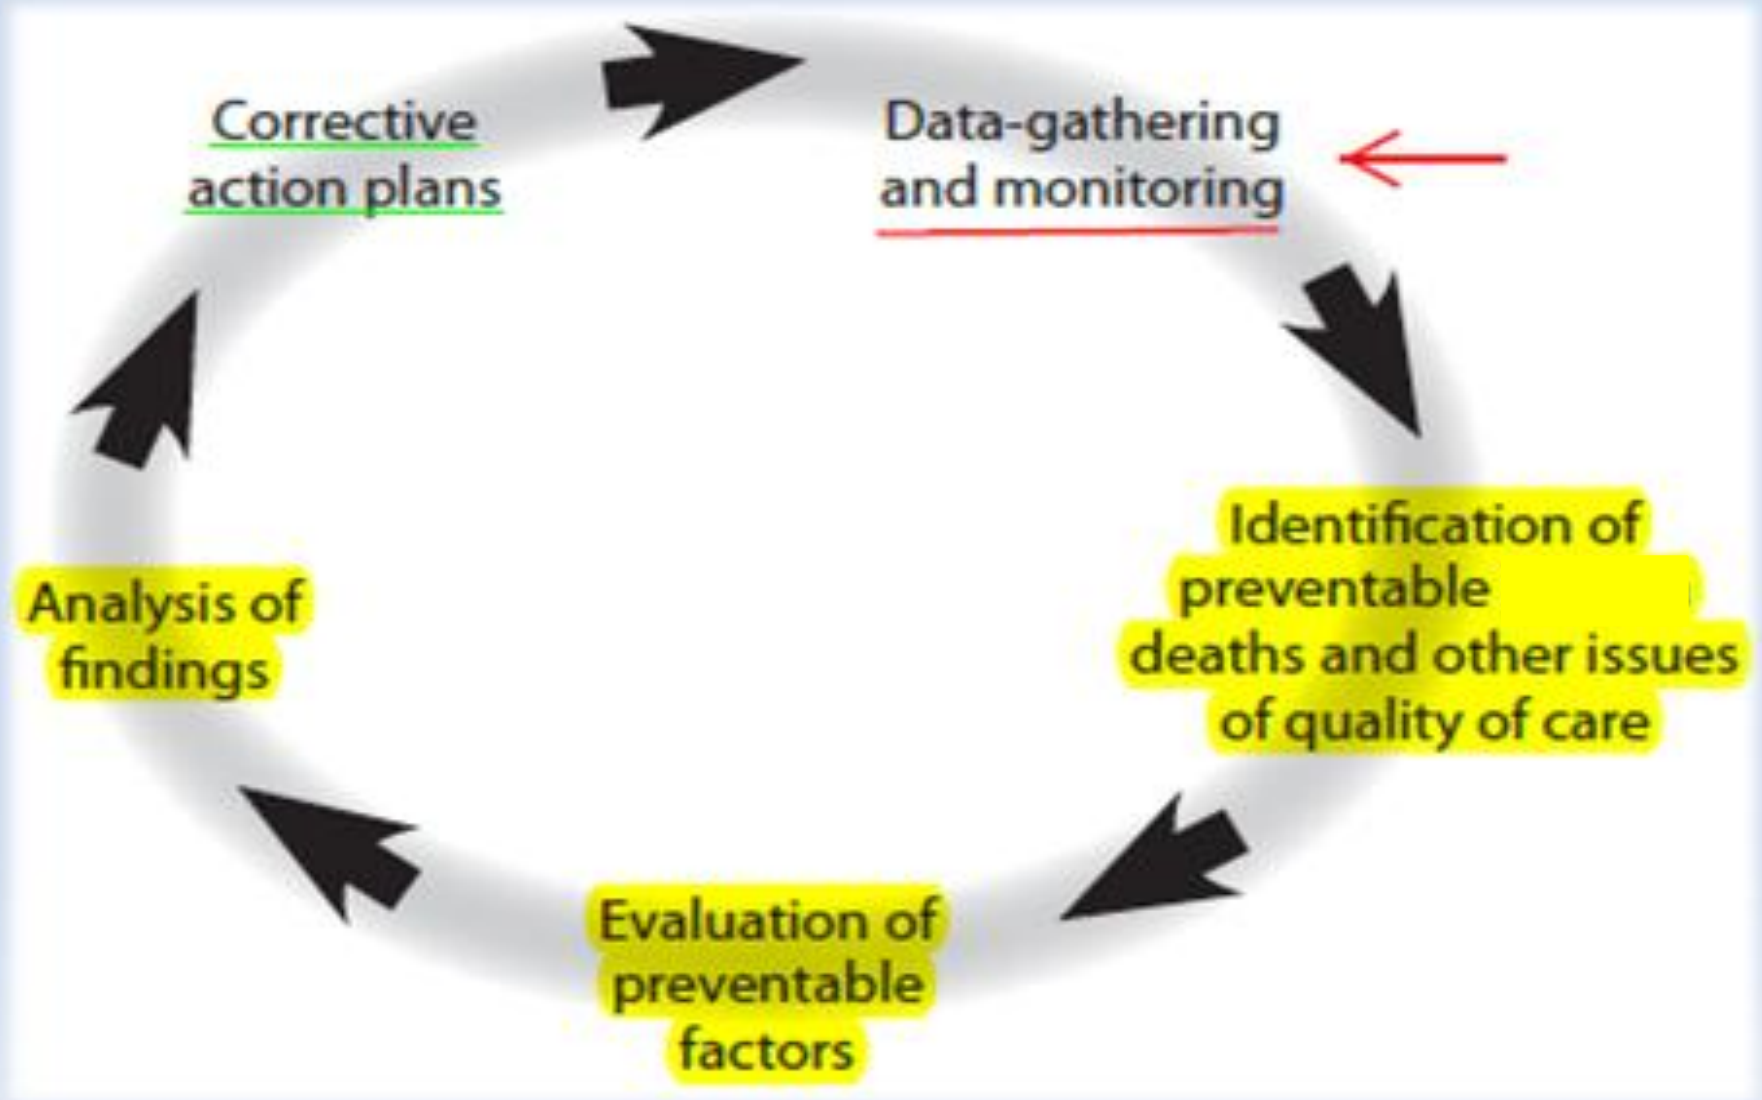 Corrective
action plans
Data-gathering
and monitoring
Identification of
preventable
deaths and other issues
of quality of care
Evaluation of
preventable
factors
Analysis of
findings